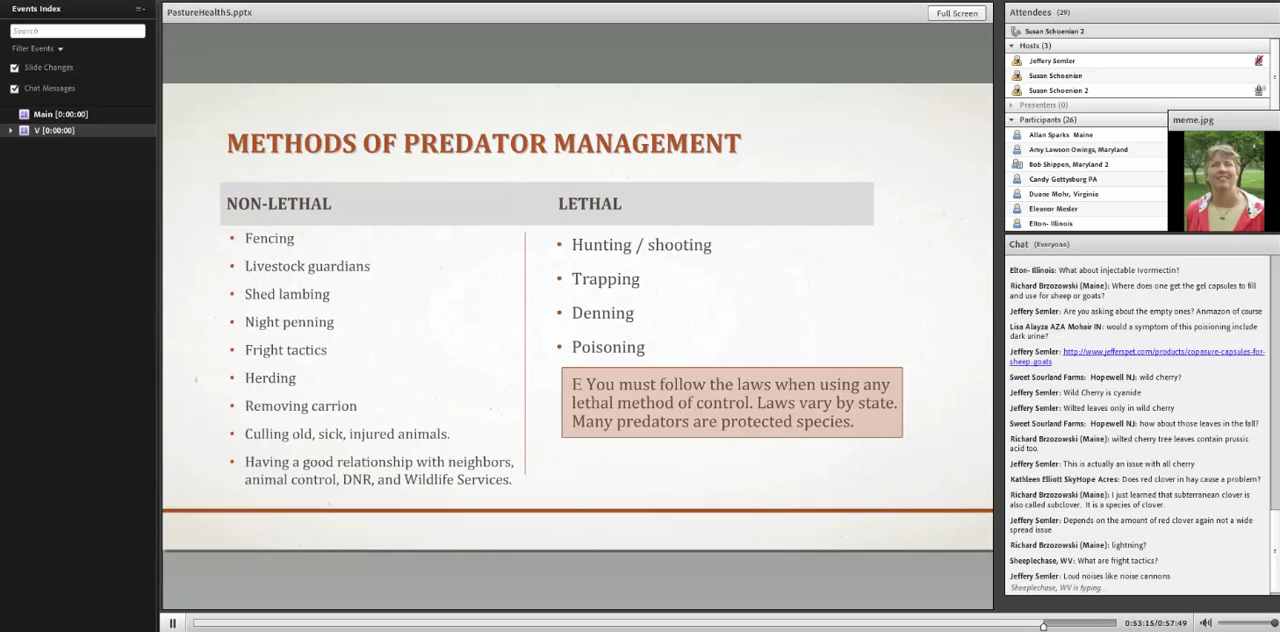 Events Index
Search
Filter Events
Slide Changes
Chat Messages
Main [0:00:00]
V [0:00:00]
PastureHealth5.pptx
Full Screen
METHODS OF PREDATOR MANAGEMENT
NON-LETHAL
• Fencing
• Livestock guardians
• Shed lambing
• Night penning
• Fright tactics
• Herding
• Removing carrion
• Culling old, sick, injured animals.
• Having a good relationship with neighbors,
animal control, DNR, and Wildlife Services.
LETHAL
• Hunting / shooting
• Trapping
• Denning
• Poisoning
E You must follow the laws when using any
lethal method of control. Laws vary by state.
Many predators are protected species.
0:53:15/0:57:49
Attendees (29)
Susan Schoenian 2
Hosts (3)
Jeffery Semler
Susan Schoenian
Susan Schoenian 2
Presenters (0)
Participants (26)
Allan Sparks Maine
Amy Lawson Owings, Maryland
Bob Shippen, Maryland 2
Candy Gettysburg PA
Duane Mohr, Virginia
Eleanor Mesler
Elton- Illinois
meme.jpg
Chat (Everyone)
Elton- Illinois: What about injectable Ivormectin?
Richard Brzozowski (Maine): Where does one get the gel capsules to fill
and use for sheep or goats?
Jeffery Semler: Are you asking about the empty ones? Anmazon of course
Lisa Alayza AZA Mohair IN: would a symptom of this poisioning include
dark urine?
Jeffery Semler: http://www.jefferspet.com/products/copasure-capsules-for-
sheep-goats
Sweet Sourland Farms: Hopewell NJ: wild cherry?
Jeffery Semler: Wild Cherry is cyanide
Jeffery Semler: Wilted leaves only in wild cherry
Sweet Sourland Farms: Hopewell NJ: how about those leaves in the fall?
Richard Brzozowski (Maine): wilted cherry tree leaves contain prussic
acid too.
Jeffery Semler: This is actually an issue with all cherry
Kathleen Elliott SkyHope Acres: Does red clover in hay cause a problem?
Richard Brzozowski (Maine): I just learned that subterranean clover is
also called subclover. It is a species of clover.
Jeffery Semler: Depends on the amount of red clover again not a wide
spread issue
Richard Brzozowski (Maine): lightning?
Sheeplechase, WV: What are fright tactics?
Jeffery Semler: Loud noises like noise cannons
Sheeplechase, WV is typing...